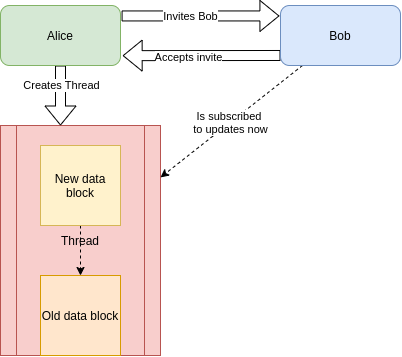 Alice
Invites Bob
Bob
Accepts invite
Creates Thread
Is subscribed
to updates now
New data
block
Thread
Old data block